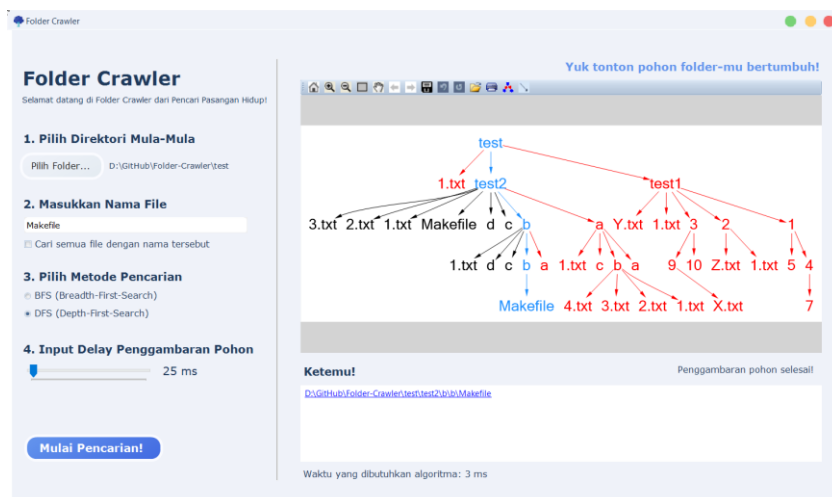 Folder Crawler
Folder Crawler
Selamat datang di Folder Crawler dari Pencari Pasangan Hidup!
1. Pilih Direktori Mula-Mula
Pilih Folder... D:\GitHub\Folder-Crawler\test
2. Masukkan Nama File
Makefile
Cari semua file dengan nama tersebut
3. Pilih Metode Pencarian
BFS (Breadth-First-Search)
DFS (Depth-First-Search)
4. Input Delay Penggambaran Pohon
25 ms
Mulai Pencarian!
Yuk tonton pohon folder-mu bertumbuh!
test
1.txt test2 test1
3.txt 2.txt 1.txt Makefile d c b a Y.txt 1.txt 3 2 1
1.txt d c b a 1.txt c b a 9 10 Z.txt 1.txt 5 4
Makefile 4.txt 3.txt 2.txt 1.txt X.txt 7
Ketemu! Penggambaran pohon selesai!
D:\GitHub\Folder-Crawler\test\test2\b\b\Makefile
Waktu yang dibutuhkan algoritma: 3 ms